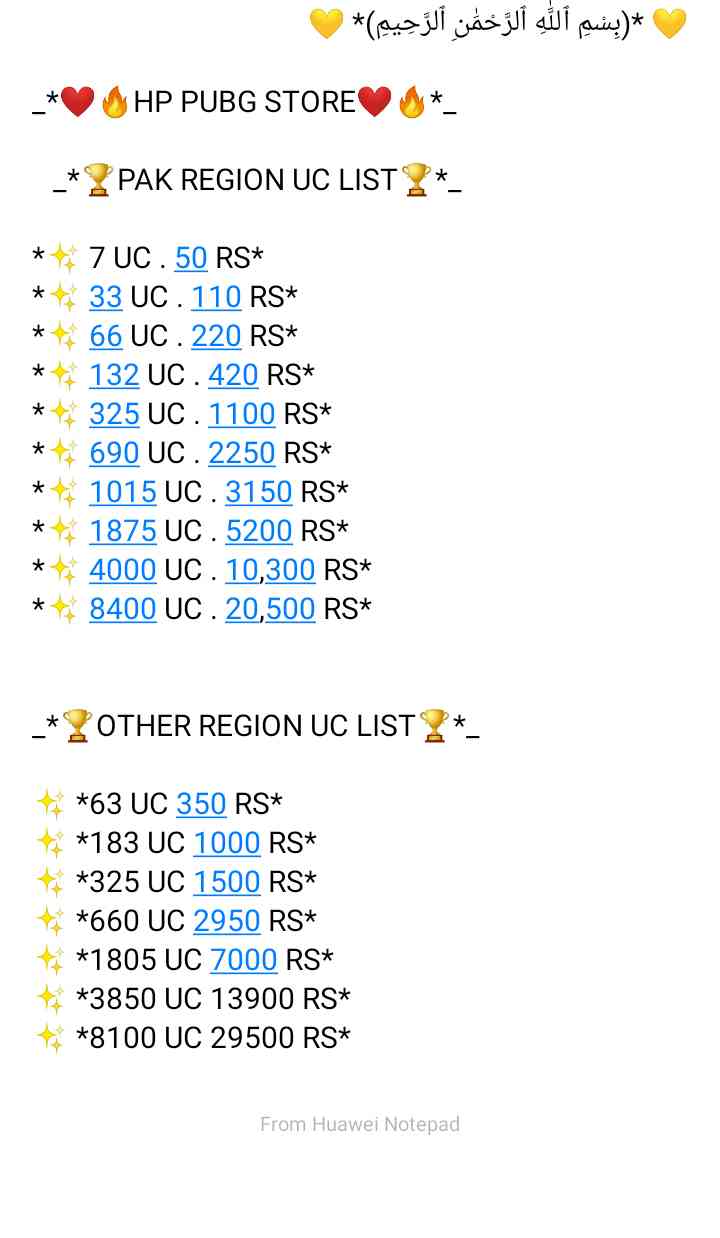 💛 *(بِسْمِ ٱللَّٰهِ ٱلرَّحْمَٰنِ ٱلرَّحِيمِ)* 💛
_*❤️🔥HP PUBG STORE❤️🔥*_
_*🏆PAK REGION UC LIST🏆*_
*✨ 7 UC . 50 RS*
*✨ 33 UC . 110 RS*
*✨ 66 UC . 220 RS*
*✨ 132 UC . 420 RS*
*✨ 325 UC . 1100 RS*
*✨ 690 UC . 2250 RS*
*✨ 1015 UC . 3150 RS*
*✨ 1875 UC . 5200 RS*
*✨ 4000 UC . 10,300 RS*
*✨ 8400 UC . 20,500 RS*
_*🏆OTHER REGION UC LIST🏆*_
✨ *63 UC 350 RS*
✨ *183 UC 1000 RS*
✨ *325 UC 1500 RS*
✨ *660 UC 2950 RS*
✨ *1805 UC 7000 RS*
✨ *3850 UC 13900 RS*
✨ *8100 UC 29500 RS*
From Huawei Notepad